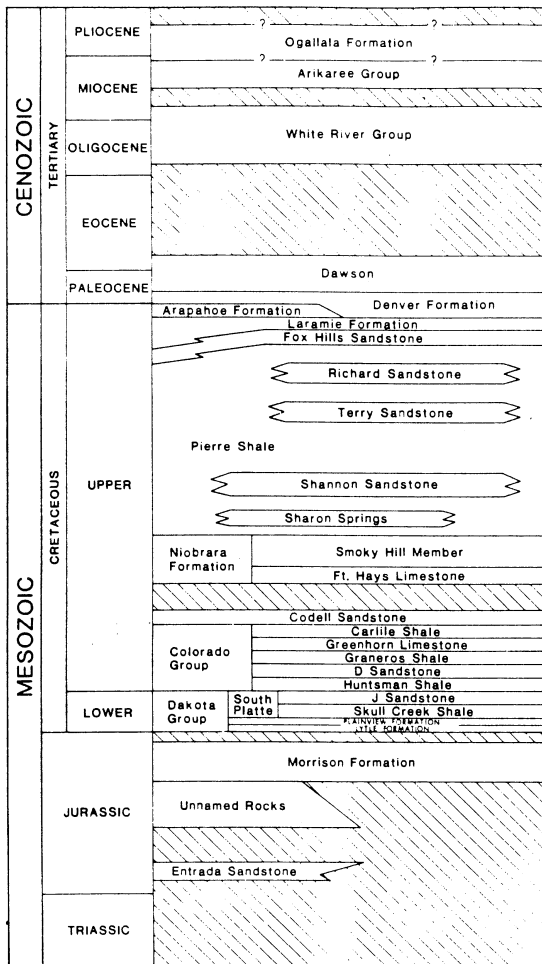 CENOZOIC
TERTIARY
PLIOCENE
MIOCENE
OLIGOCENE
EOCENE
PALEOCENE
? ?
Ogallala Formation
? ?
Arikaree Group
White River Group
Dawson
Denver Formation
MESOZOIC
CRETACEOUS
UPPER
LOWER
JURASSIC
TRIASSIC
Arapahoe Formation
Laramie Formation
Fox Hills Sandstone
Richard Sandstone
Terry Sandstone
Pierre Shale
Shannon Sandstone
Sharon Springs
Niobrara
Formation
Smoky Hill Member
Ft. Hays Limestone
Codell Sandstone
Colorado
Group
Carlile Shale
Greenhorn Limestone
Graneros Shale
D Sandstone
Huntsman Shale
Dakota
Group
South
Platte
J Sandstone
Skull Creek Shale
PLAINVIEW FORMATION
LYTLE FORMATION
Morrison Formation
Unnamed Rocks
Entrada Sandstone